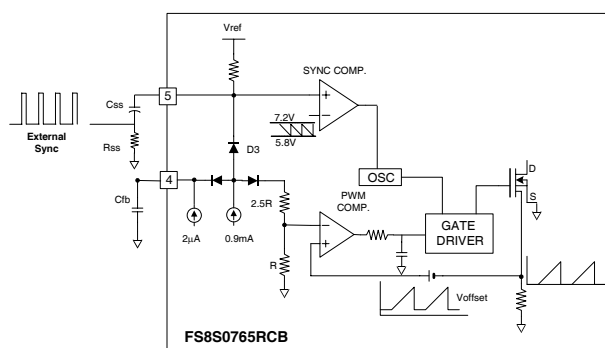 Vref
SYNC COMP.
5
+
−
Css
7.2V
5.8V
External
Sync
Rss
D3
OSC
D
S
4
Cfb
2.5R
PWM
COMP.
−
+
GATE
DRIVER
2μA
0.9mA
R
Voffset
FS8S0765RCB